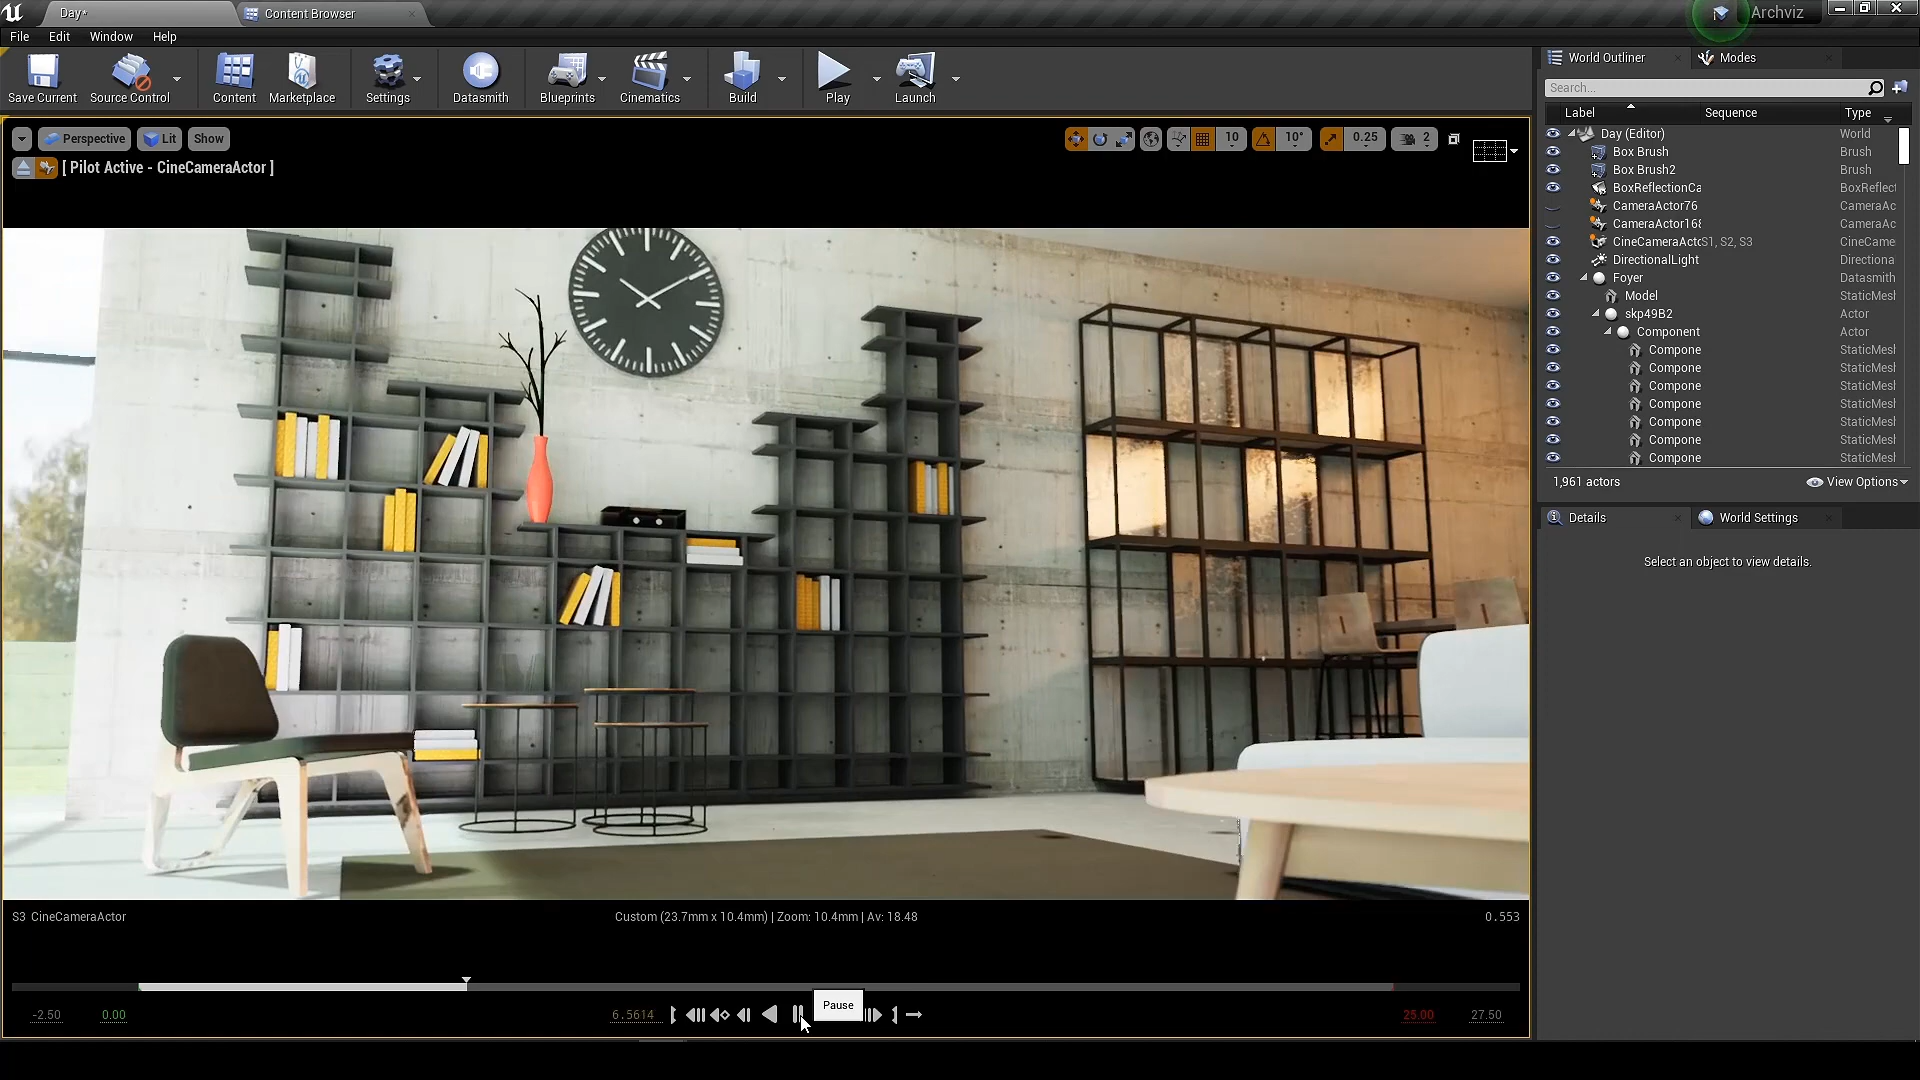 Day*
Content Browser
Archviz
File Edit Window Help
Save Current
Source Control
Content
Marketplace
Settings
Datasmith
Blueprints
Cinematics
Build
Play
Launch
Perspective
Lit
Show
10
10°
0.25
2
[ Pilot Active - CineCameraActor ]
S3 CineCameraActor
Custom (23.7mm x 10.4mm) | Zoom: 10.4mm | Av: 18.48
0.553
-2.50
0.00
6.5614
Pause
25.00
27.50
World Outliner
Modes
Search...
Label Sequence Type
Day (Editor) World
Box Brush Brush
Box Brush2 Brush
BoxReflectionCa BoxReflect
CameraActor76 CameraAc
CameraActor168 CameraAc
CineCameraActo S1, S2, S3 CineCame
DirectionalLight Directiona
Foyer Datasmith
Model StaticMesh
skp49B2 Actor
Component Actor
Compone StaticMesh
Compone StaticMesh
Compone StaticMesh
Compone StaticMesh
Compone StaticMesh
Compone StaticMesh
Compone StaticMesh
1,961 actors
View Options
Details
World Settings
Select an object to view details.